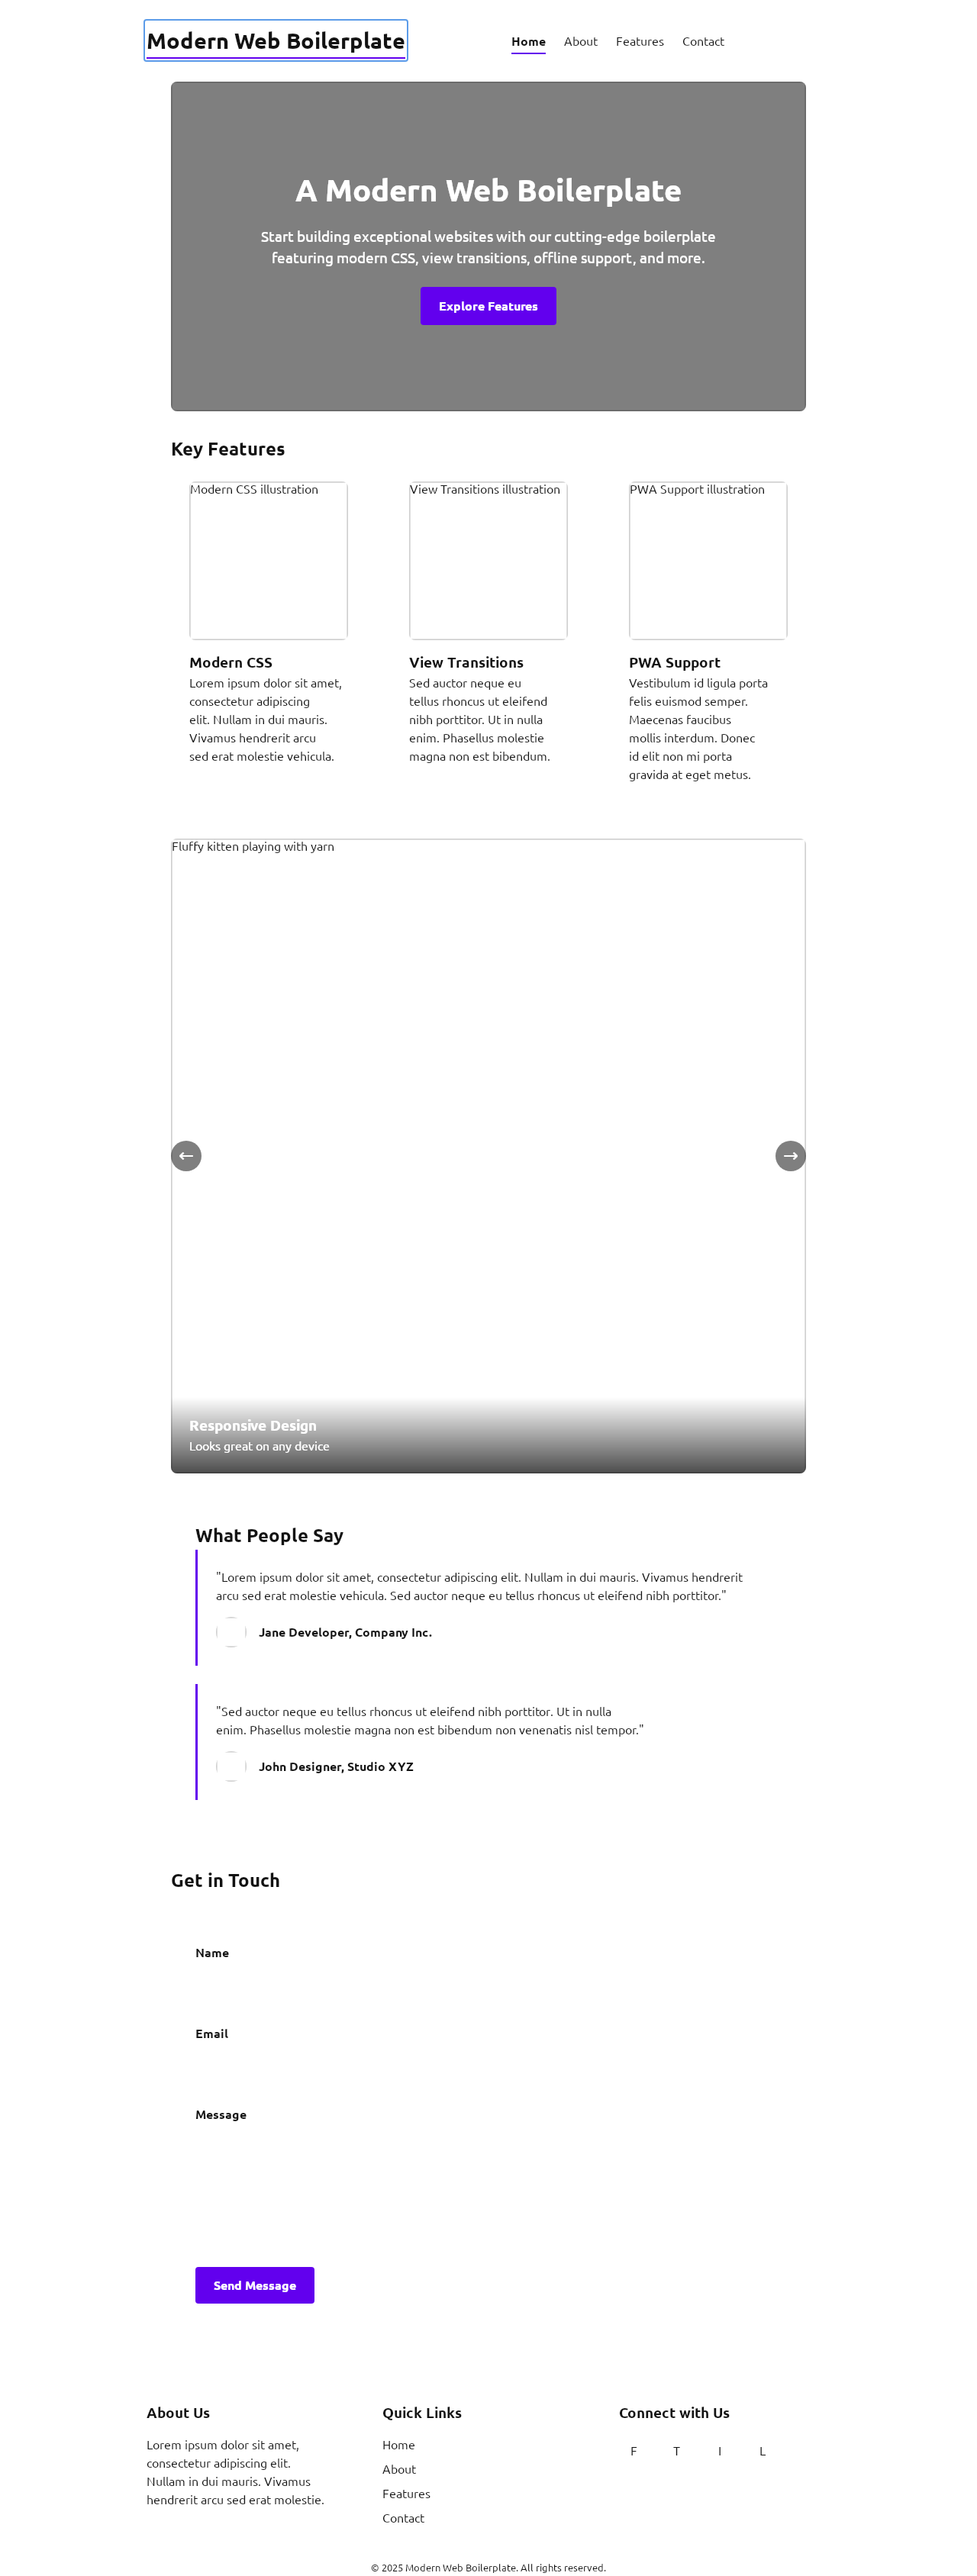 Modern Web Boilerplate
Home About Features Contact
A Modern Web Boilerplate
Start building exceptional websites with our cutting-edge boilerplate
featuring modern CSS, view transitions, offline support, and more.
Explore Features
Key Features
Modern CSS illustration
Modern CSS
Lorem ipsum dolor sit amet,
consectetur adipiscing
elit. Nullam in dui mauris.
Vivamus hendrerit arcu
sed erat molestie vehicula.
View Transitions illustration
View Transitions
Sed auctor neque eu
tellus rhoncus ut eleifend
nibh porttitor. Ut in nulla
enim. Phasellus molestie
magna non est bibendum.
PWA Support illustration
PWA Support
Vestibulum id ligula porta
felis euismod semper.
Maecenas faucibus
mollis interdum. Donec
id elit non mi porta
gravida at eget metus.
Fluffy kitten playing with yarn
←
→
Responsive Design
Looks great on any device
What People Say
"Lorem ipsum dolor sit amet, consectetur adipiscing elit. Nullam in dui mauris. Vivamus hendrerit
arcu sed erat molestie vehicula. Sed auctor neque eu tellus rhoncus ut eleifend nibh porttitor."
Jane Developer, Company Inc.
"Sed auctor neque eu tellus rhoncus ut eleifend nibh porttitor. Ut in nulla
enim. Phasellus molestie magna non est bibendum non venenatis nisl tempor."
John Designer, Studio XYZ
Get in Touch
Name
Email
Message
Send Message
About Us
Lorem ipsum dolor sit amet,
consectetur adipiscing elit.
Nullam in dui mauris. Vivamus
hendrerit arcu sed erat molestie.
Quick Links
Home
About
Features
Contact
Connect with Us
F T I L
© 2025 Modern Web Boilerplate. All rights reserved.